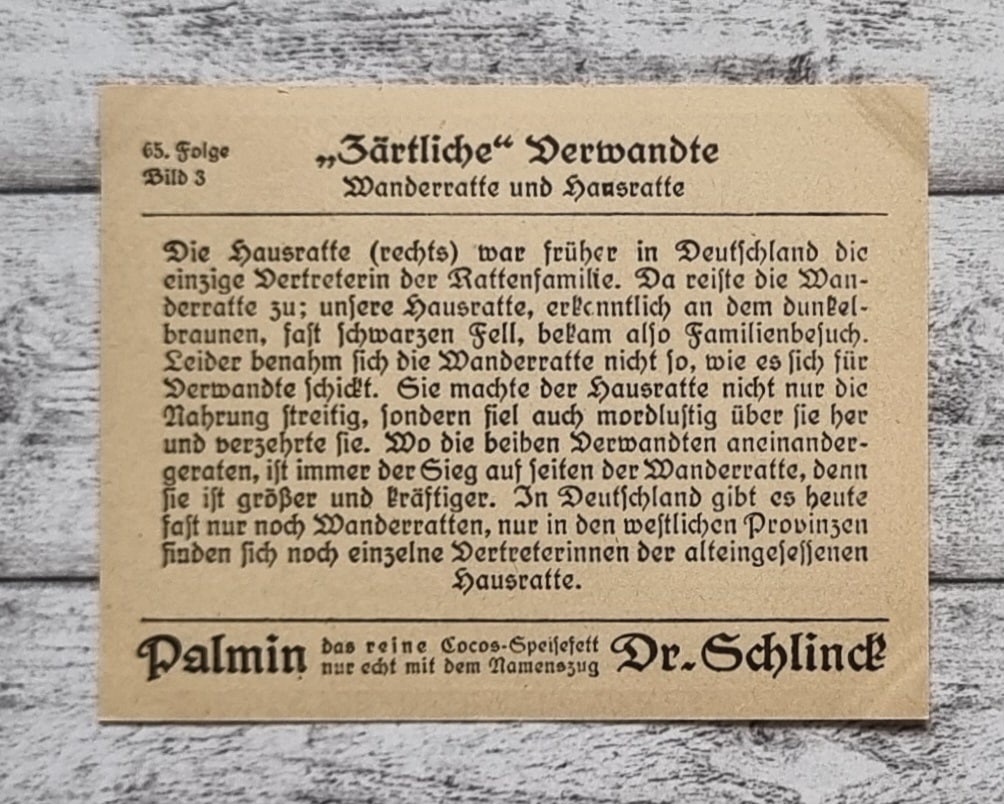 65. Folge
Bild 3
„Zärtliche“ Verwandte
Wanderratte und Hausratte
Die Hausratte (rechts) war früher in Deutschland die
einzige Vertreterin der Rattenfamilie. Da reiste die Wan-
derratte zu; unsere Hausratte, erkenntlich an dem dunkel-
braunen, fast schwarzen Fell, bekam also Familienbesuch.
Leider benahm sich die Wanderratte nicht so, wie es sich für
Verwandte schickt. Sie machte der Hausratte nicht nur die
Nahrung streitig, sondern fiel auch mordlustig über sie her
und verzehrte sie. Wo die beiden Verwandten aneinander-
geraten, ist immer der Sieg auf seiten der Wanderratte, denn
sie ist größer und kräftiger. In Deutschland gibt es heute
fast nur noch Wanderratten, nur in den westlichen Provinzen
finden sich noch einzelne Vertreterinnen der alteingesessenen
Hausratte.
Palmin das reine Cocos-Speisefett Dr. Schlinck
nur echt mit dem Namenszug